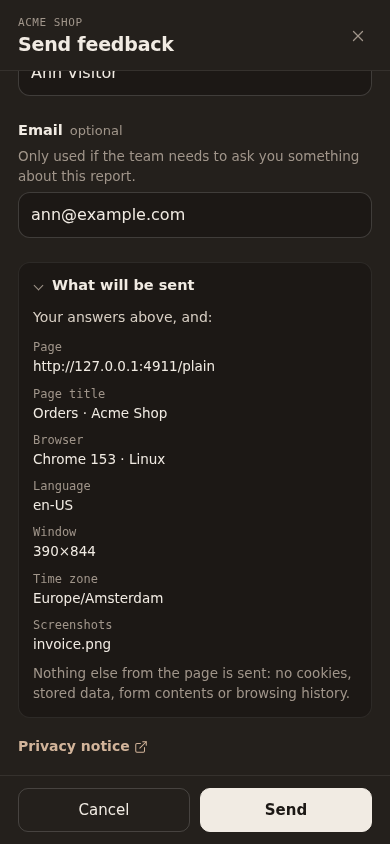 ACME SHOP
Send feedback
Ann Visitor
Email optional
Only used if the team needs to ask you something
about this report.
ann@example.com
What will be sent
Your answers above, and:
Page
http://127.0.0.1:4911/plain
Page title
Orders · Acme Shop
Browser
Chrome 153 · Linux
Language
en-US
Window
390×844
Time zone
Europe/Amsterdam
Screenshots
invoice.png
Nothing else from the page is sent: no cookies,
stored data, form contents or browsing history.
Privacy notice
Cancel
Send